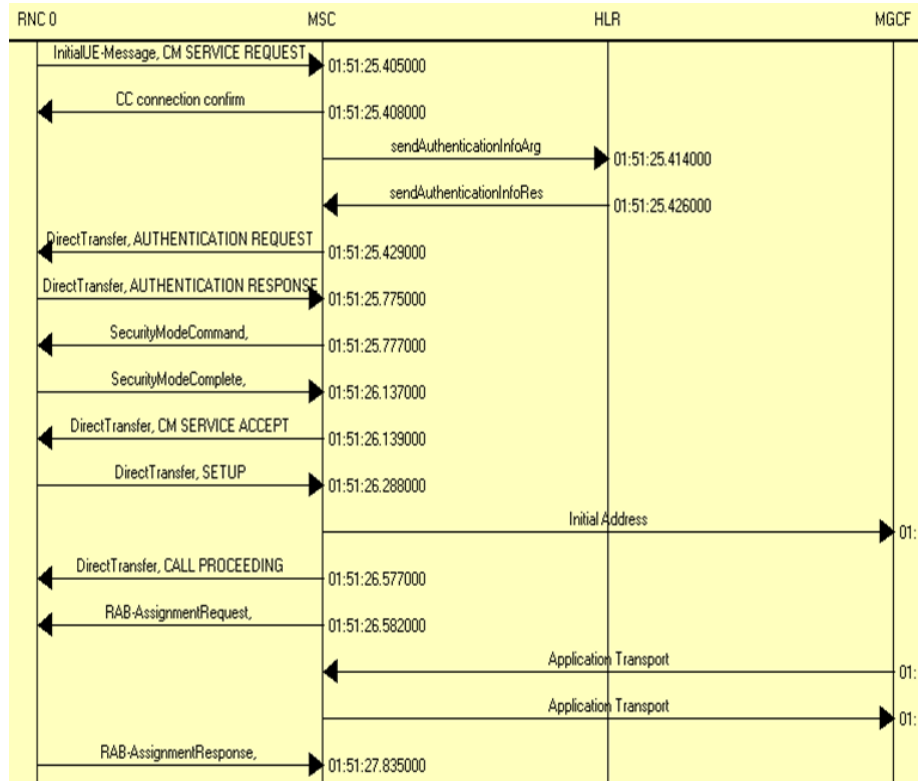 RNC 0 MSC HLR MGCF
InitialUE-Message, CM SERVICE REQUEST
01:51:25.405000
CC connection confirm
01:51:25.408000
sendAuthenticationInfoArg
01:51:25.414000
sendAuthenticationInfoRes
01:51:25.426000
DirectTransfer, AUTHENTICATION REQUEST
01:51:25.429000
DirectTransfer, AUTHENTICATION RESPONSE
01:51:25.775000
SecurityModeCommand,
01:51:25.777000
SecurityModeComplete,
01:51:26.137000
DirectTransfer, CM SERVICE ACCEPT
01:51:26.139000
DirectTransfer, SETUP
01:51:26.288000
Initial Address
01:
DirectTransfer, CALL PROCEEDING
01:51:26.577000
RAB-AssignmentRequest,
01:51:26.582000
Application Transport
01:
Application Transport
01:
RAB-AssignmentResponse,
01:51:27.835000